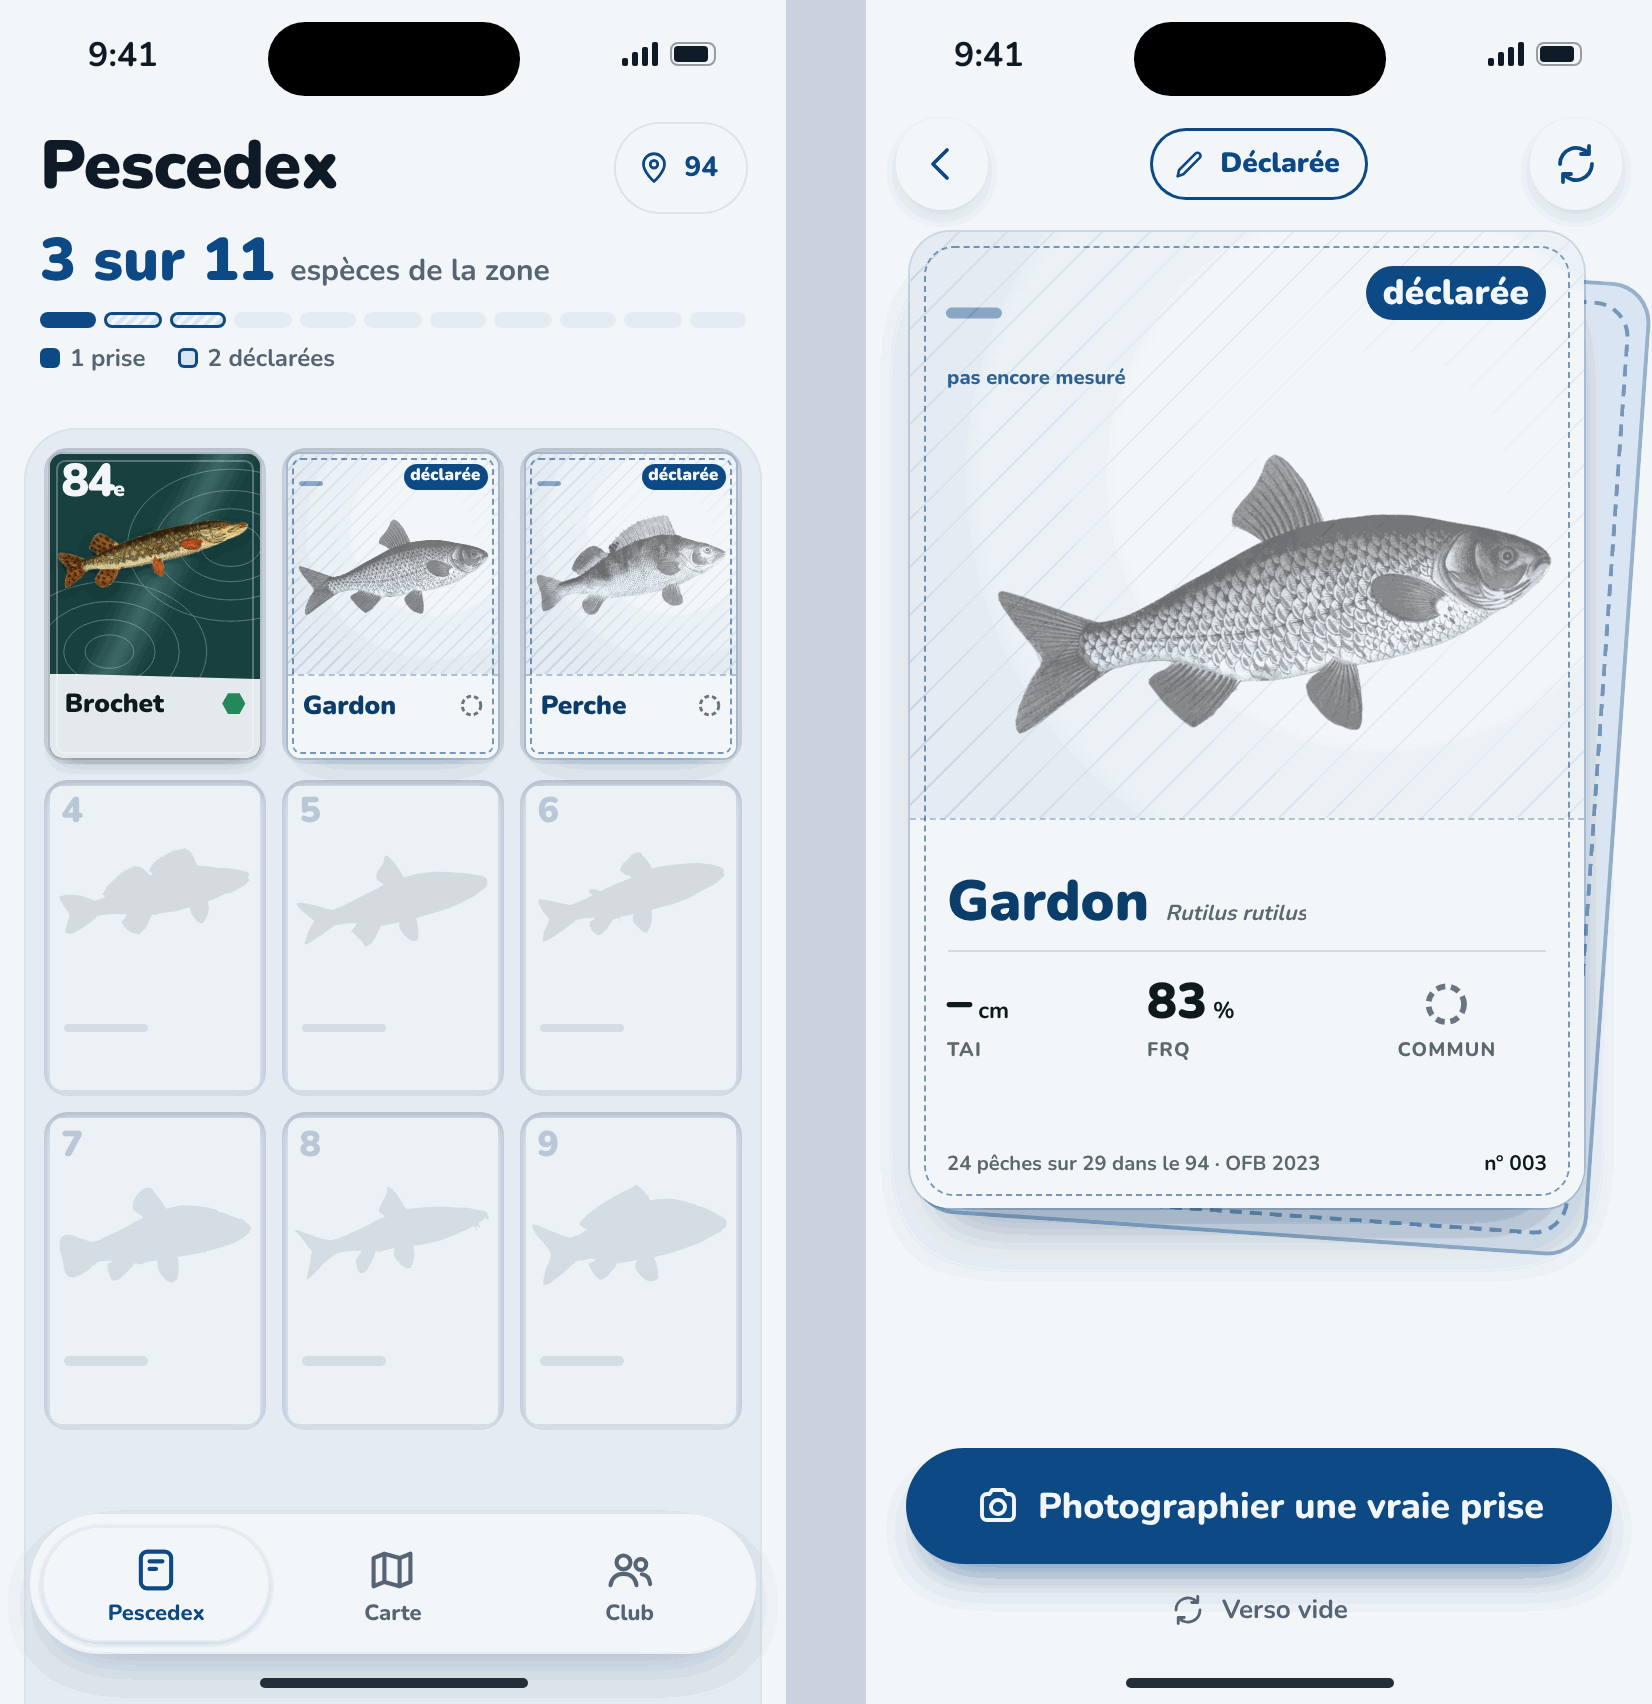 9:41
Pescedex
94
3 sur 11 espèces de la zone
1 prise
2 déclarées
84e
déclarée
déclarée
Brochet
Gardon
Perche
4
5
6
7
8
9
Pescedex
Carte
Club
9:41
Déclarée
déclarée
pas encore mesuré
Gardon Rutilus rutilus
– cm
83 %
TAI
FRQ
COMMUN
24 pêches sur 29 dans le 94 · OFB 2023
n° 003
Photographier une vraie prise
Verso vide